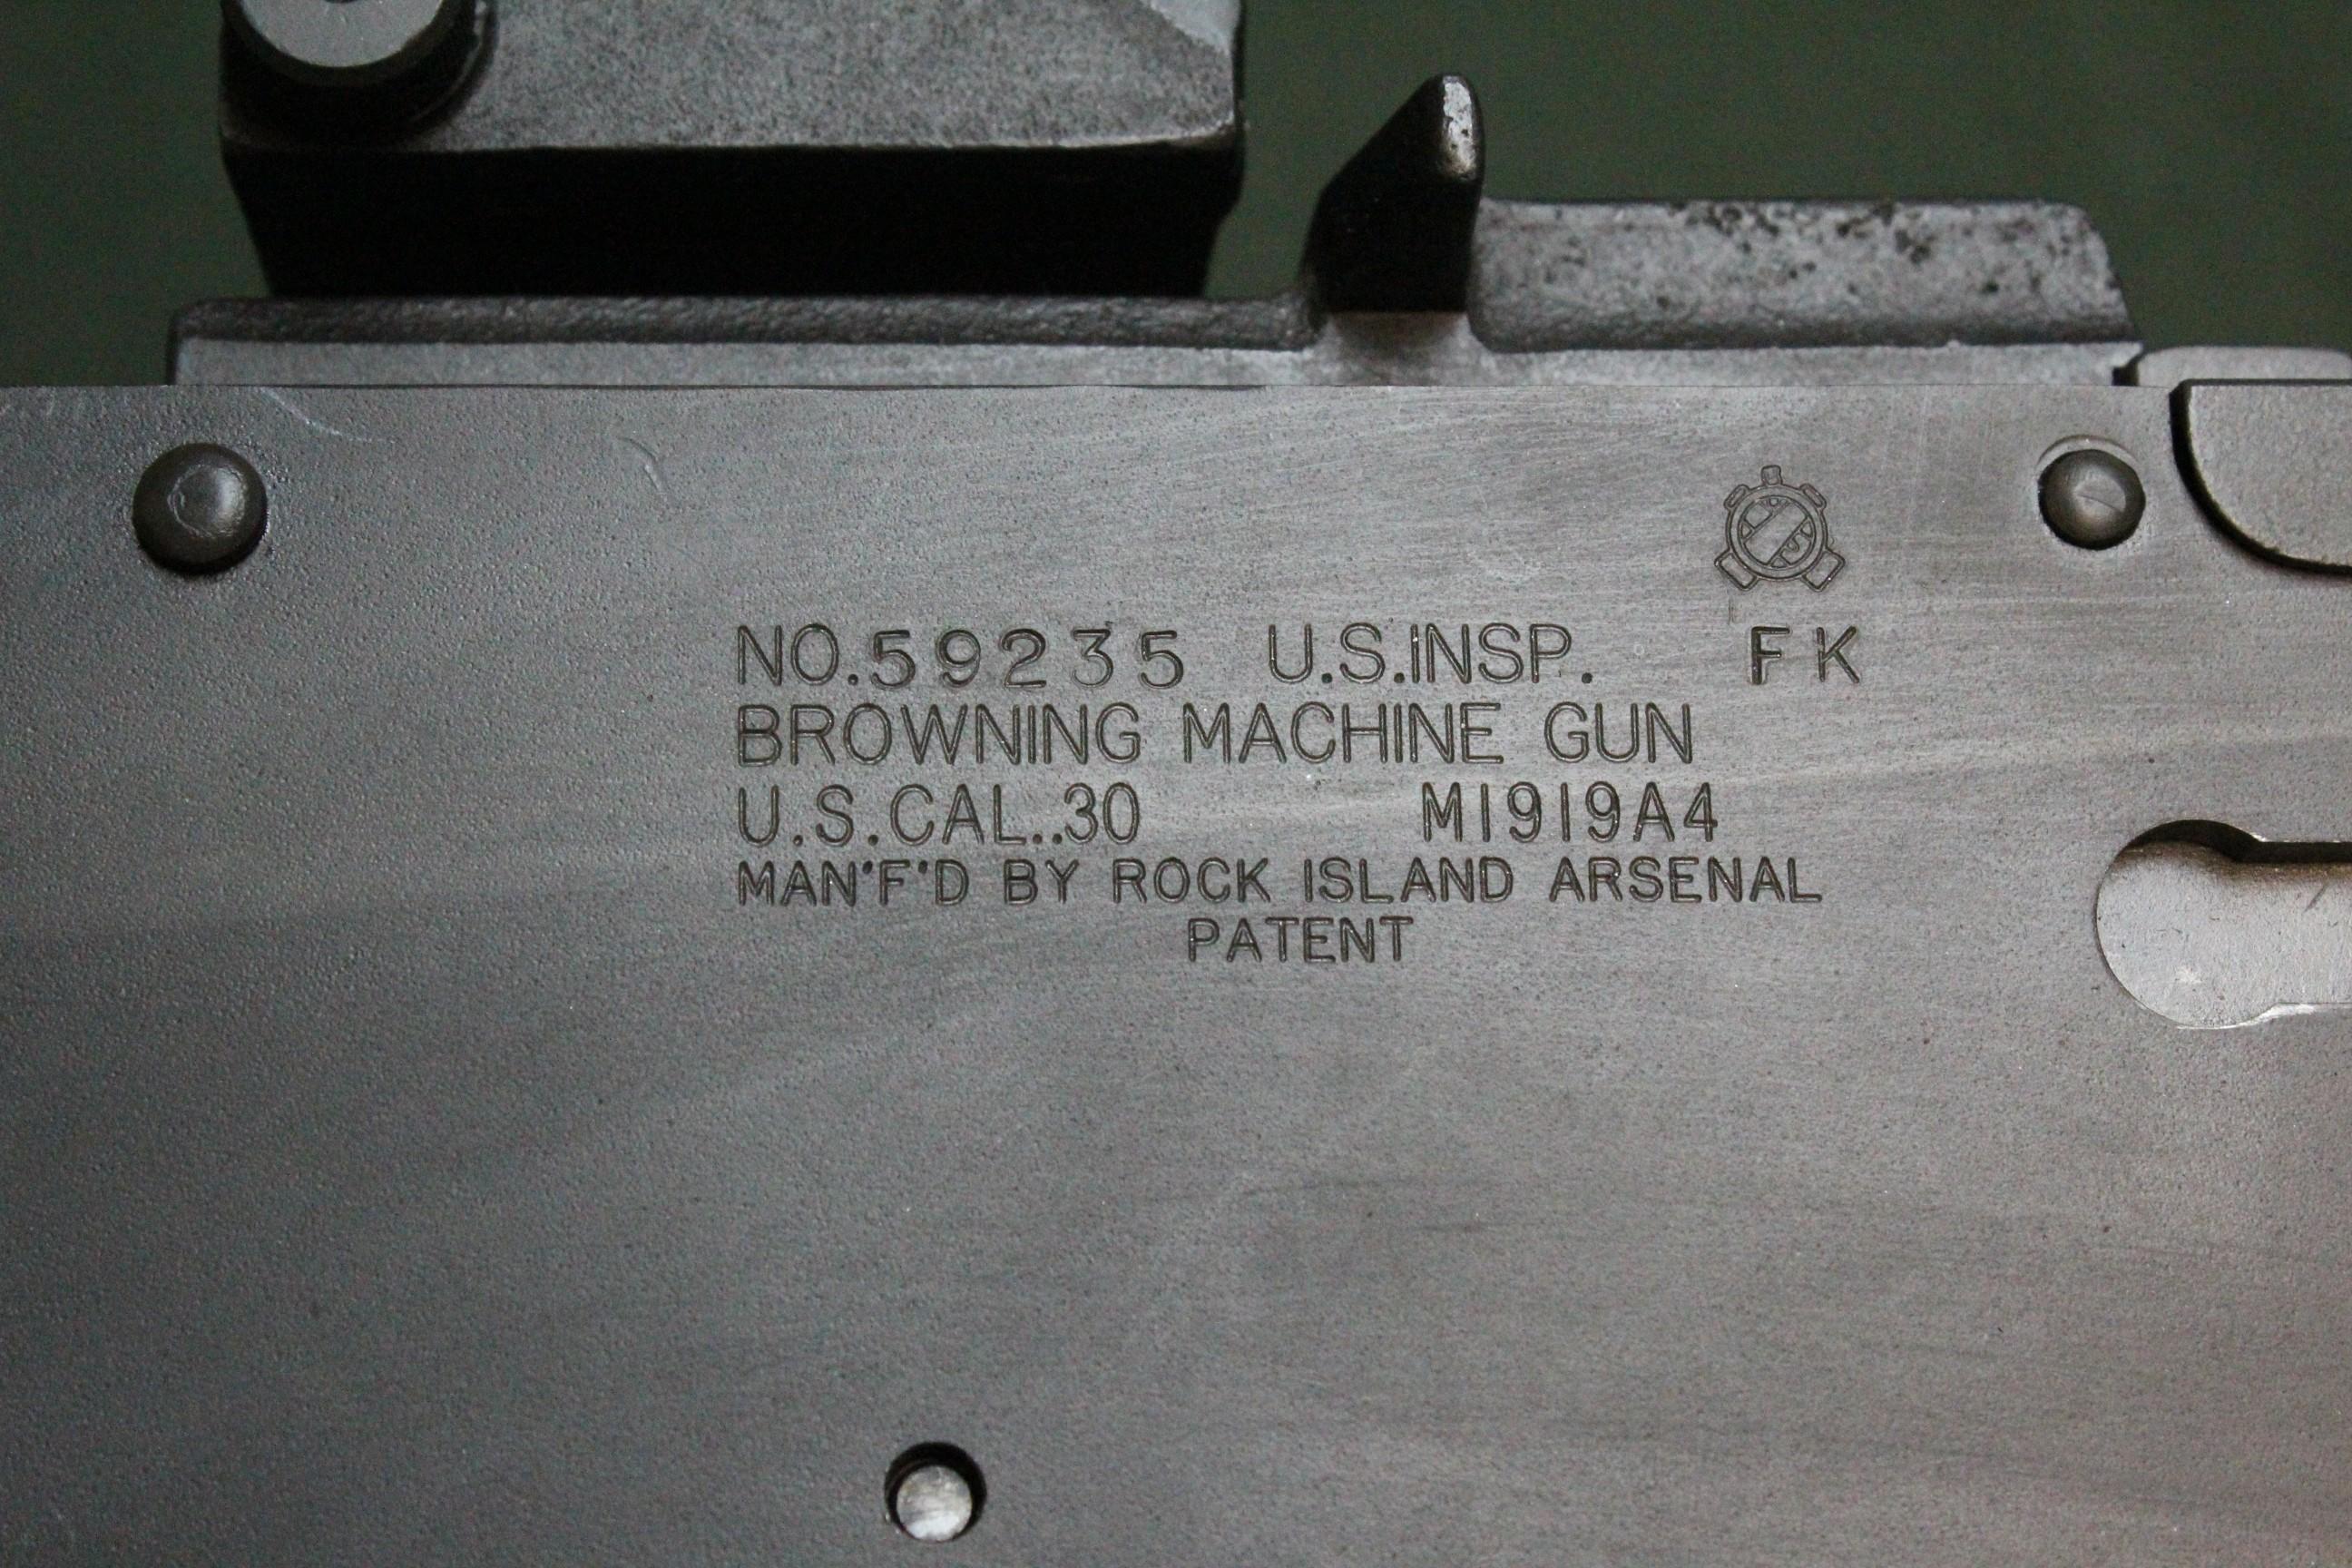 NO.59235 U.S.INSP. FK
BROWNING MACHINE GUN
U.S.CAL..30 M1919A4
MAN'F'D BY ROCK ISLAND ARSENAL
PATENT